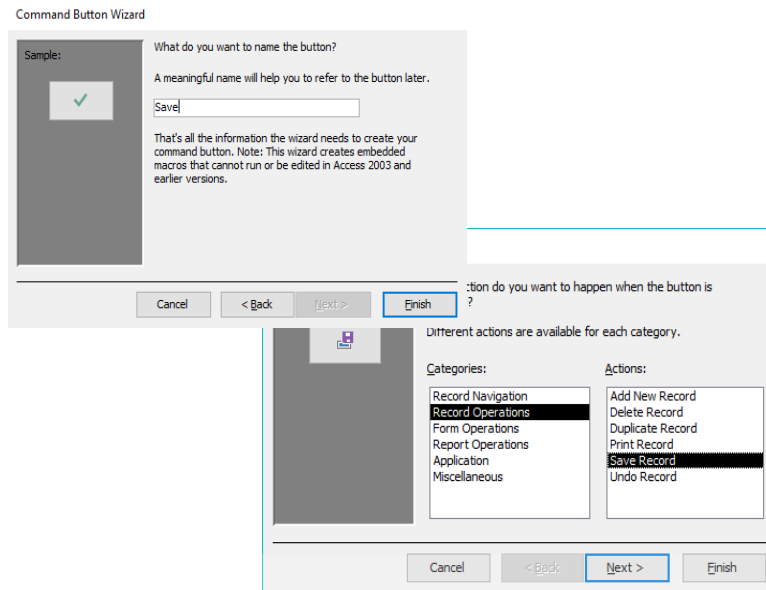 Command Button Wizard
Sample:
What do you want to name the button?
A meaningful name will help you to refer to the button later.
Save
That's all the information the wizard needs to create your
command button. Note: This wizard creates embedded
macros that cannot run or be edited in Access 2003 and
earlier versions.
Cancel
< Back
Next >
Finish
do you want to happen when the button is
?
Different actions are available for each category.
Categories:
Actions:
Record Navigation
Record Operations
Form Operations
Report Operations
Application
Miscellaneous
Add New Record
Delete Record
Duplicate Record
Print Record
Save Record
Undo Record
Cancel
< Back
Next >
Finish